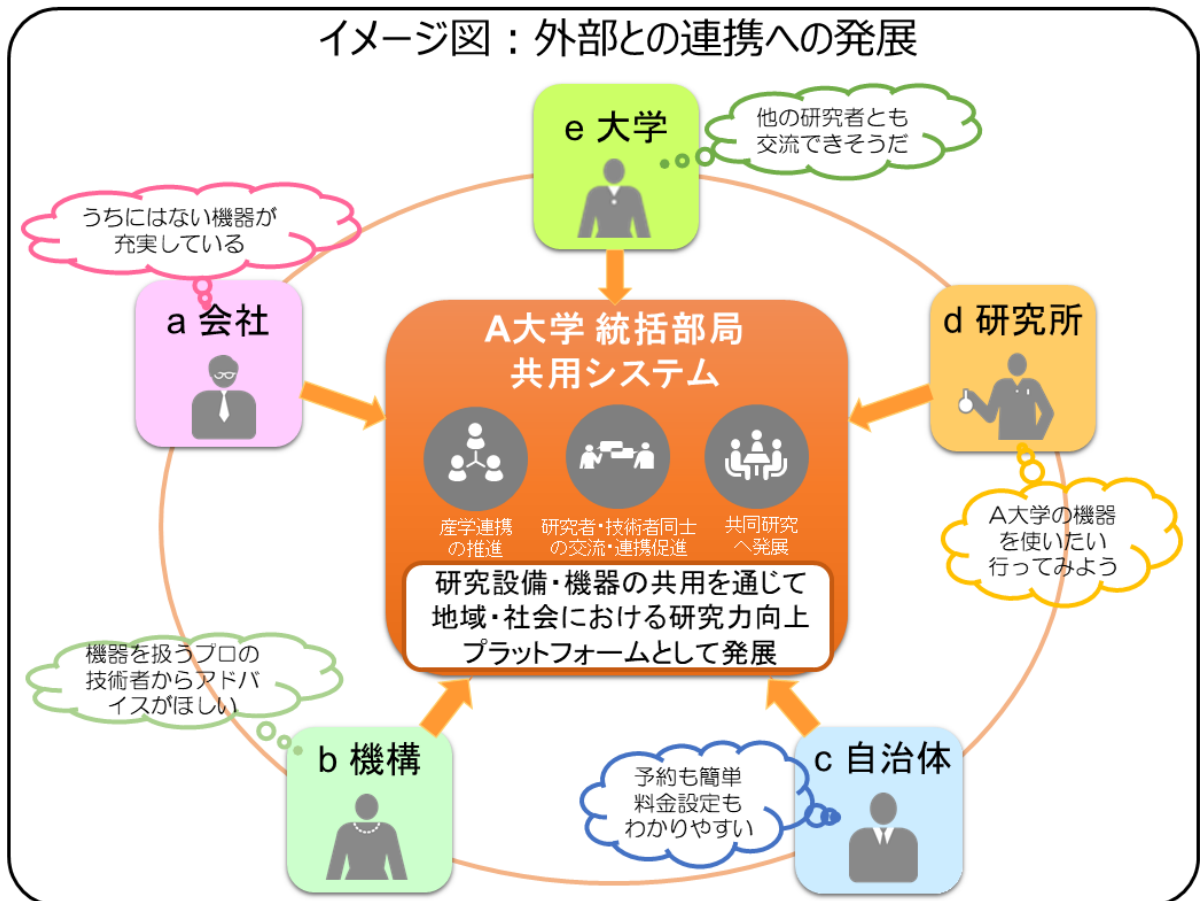 イメージ図：外部との連携への発展
e 大学
他の研究者とも
交流できそうだ
うちにはない機器が
充実している
a 会社
A大学 統括部局
共用システム
d 研究所
産学連携
の推進
研究者・技術者同士
の交流・連携促進
共同研究
へ発展
A大学の機器
を使いたい
行ってみよう
研究設備・機器の共用を通じて
地域・社会における研究力向上
プラットフォームとして発展
機器を扱うプロの
技術者からアドバ
イスがほしい
b 機構
予約も簡単
料金設定も
わかりやすい
c 自治体